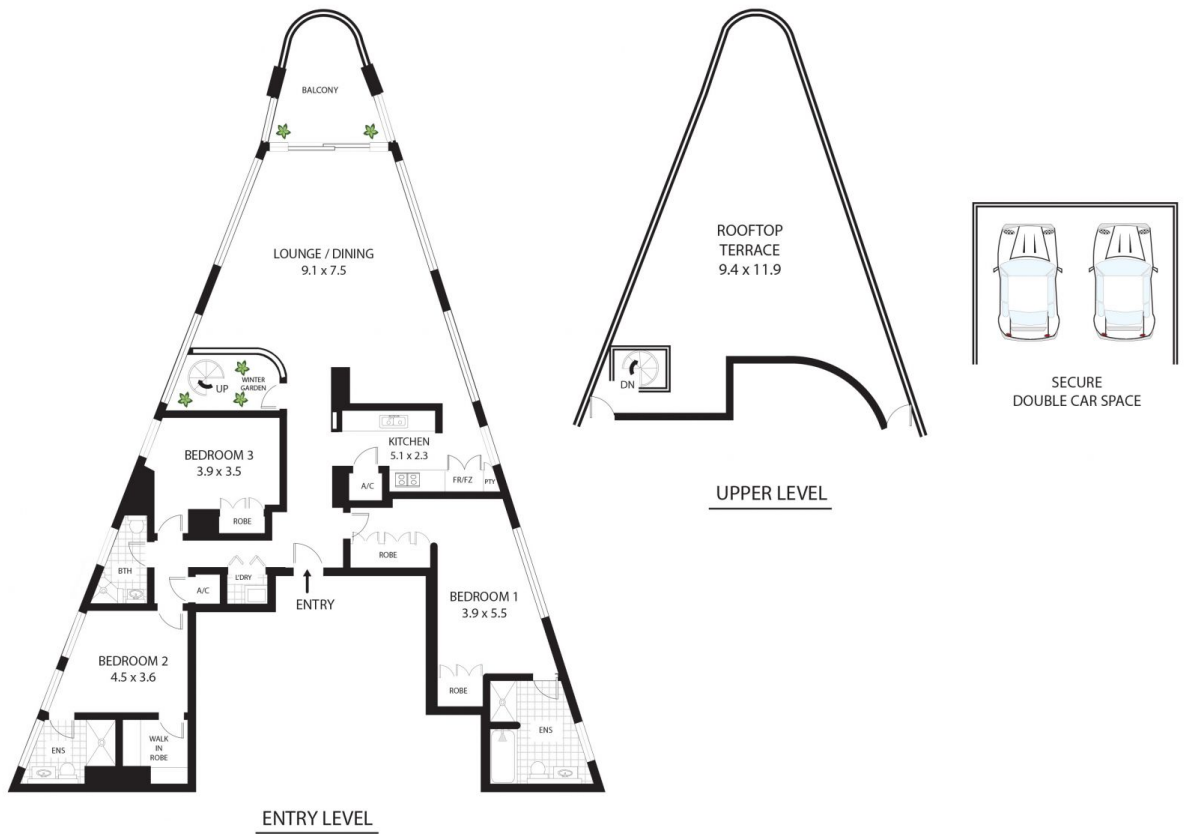 BALCONY
LOUNGE / DINING
9.1 x 7.5
UP
WINTER
GARDEN
KITCHEN
5.1 x 2.3
A/C
FR/FZ
PTY
BEDROOM 3
3.9 x 3.5
ROBE
ROBE
BTH
A/C
L'DRY
ENTRY
BEDROOM 1
3.9 x 5.5
BEDROOM 2
4.5 x 3.6
ROBE
ENS
WALK
IN
ROBE
ENS
ENTRY LEVEL
ROOFTOP
TERRACE
9.4 x 11.9
DN
UPPER LEVEL
SECURE
DOUBLE CAR SPACE